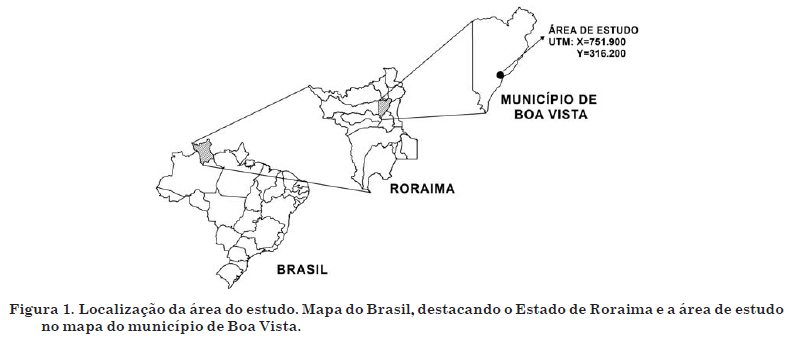 ÁREA DE ESTUDO
UTM: X=751.900
Y=316.200
MUNICÍPIO DE
BOA VISTA
RORAIMA
BRASIL
Figura 1. Localização da área do estudo. Mapa do Brasil, destacando o Estado de Roraima e a área de estudo
no mapa do município de Boa Vista.